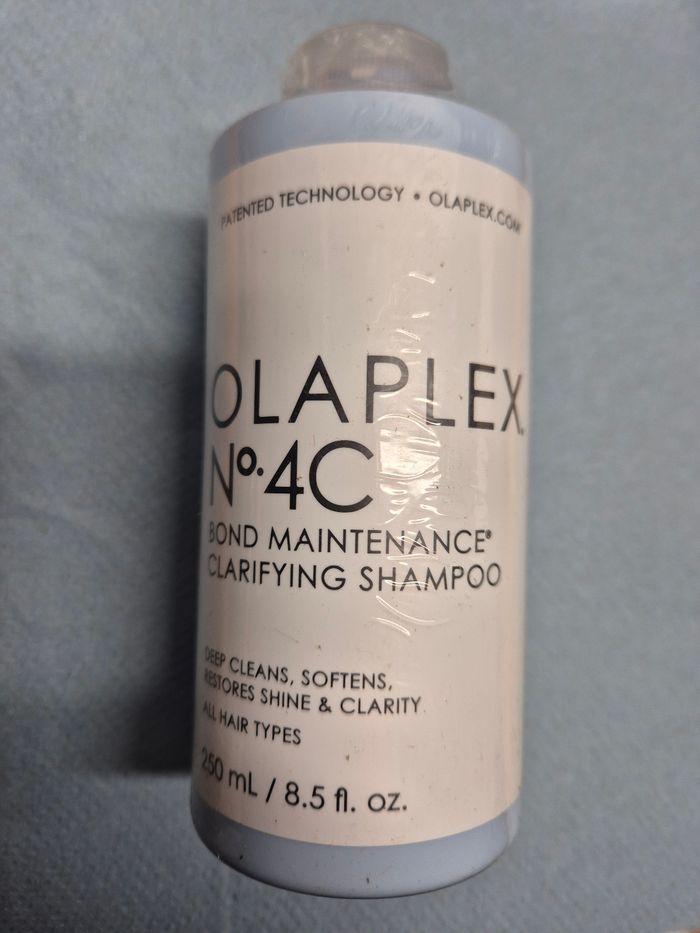 PATENTED TECHNOLOGY • OLAPLEX.COM
OLAPLEX.
Nº.4C
BOND MAINTENANCE®
CLARIFYING SHAMPOO
DEEP CLEANS, SOFTENS,
RESTORES SHINE & CLARITY
ALL HAIR TYPES
250 mL / 8.5 fl. oz.